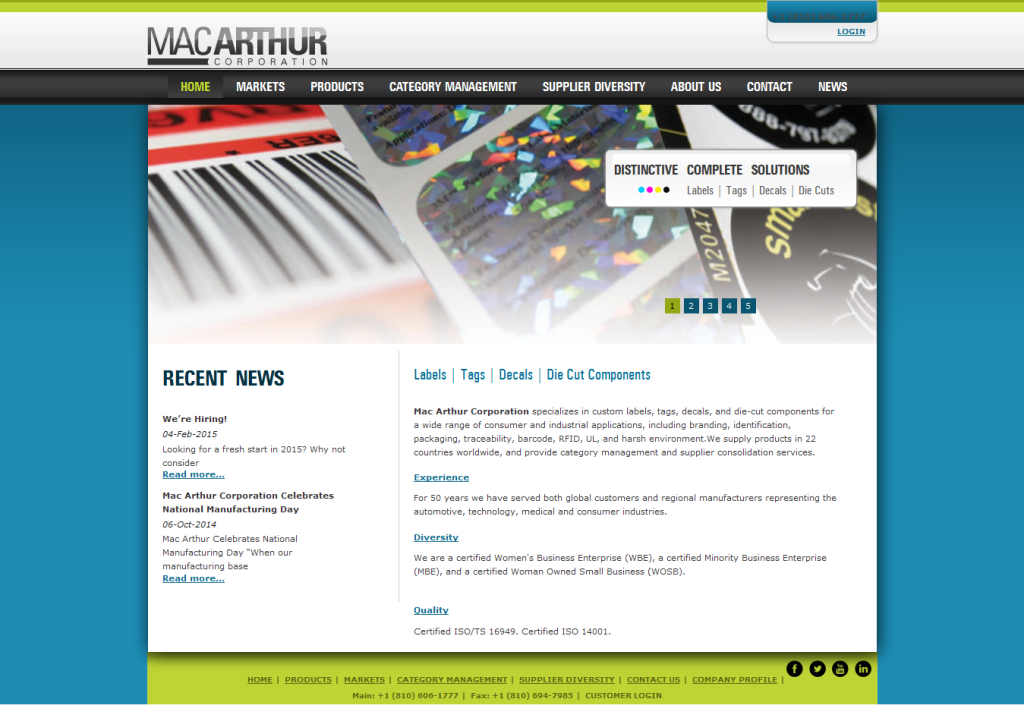 1 (810) 606-1777
LOGIN
MAC ARTHUR
CORPORATION
HOME MARKETS PRODUCTS CATEGORY MANAGEMENT SUPPLIER DIVERSITY ABOUT US CONTACT NEWS
DISTINCTIVE COMPLETE SOLUTIONS
Labels | Tags | Decals | Die Cuts
M2047
1 2 3 4 5
RECENT NEWS
We're Hiring!
04-Feb-2015
Looking for a fresh start in 2015? Why not
consider
Read more...
Mac Arthur Corporation Celebrates
National Manufacturing Day
06-Oct-2014
Mac Arthur Celebrates National
Manufacturing Day "When our
manufacturing base
Read more...
Labels | Tags | Decals | Die Cut Components
Mac Arthur Corporation specializes in custom labels, tags, decals, and die-cut components for
a wide range of consumer and industrial applications, including branding, identification,
packaging, traceability, barcode, RFID, UL, and harsh environment.We supply products in 22
countries worldwide, and provide category management and supplier consolidation services.
Experience
For 50 years we have served both global customers and regional manufacturers representing the
automotive, technology, medical and consumer industries.
Diversity
We are a certified Women's Business Enterprise (WBE), a certified Minority Business Enterprise
(MBE), and a certified Woman Owned Small Business (WOSB).
Quality
Certified ISO/TS 16949. Certified ISO 14001.
HOME | PRODUCTS | MARKETS | CATEGORY MANAGEMENT | SUPPLIER DIVERSITY | CONTACT US | COMPANY PROFILE |
Main: +1 (810) 606-1777 | Fax: +1 (810) 694-7985 | CUSTOMER LOGIN